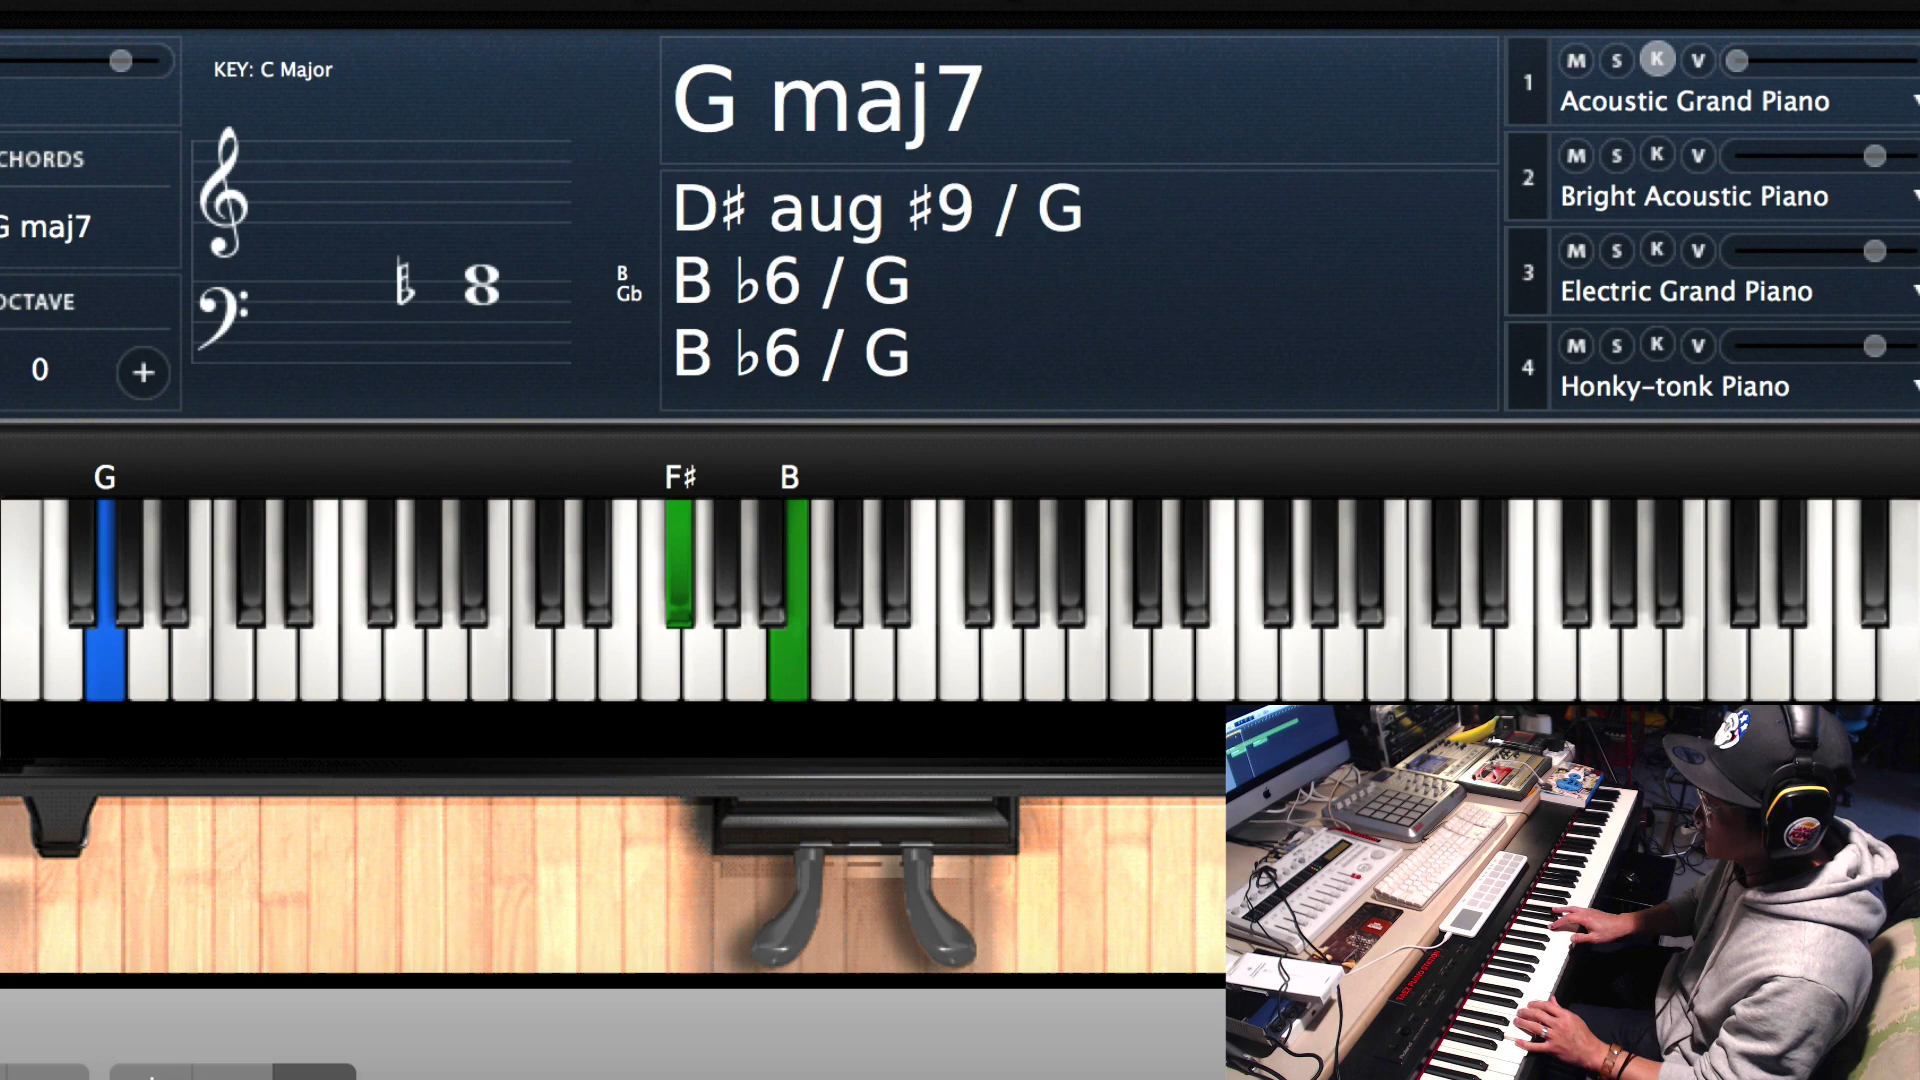 KEY: C Major
CHORDS
G maj7
OCTAVE
0 +
B
Gb
G maj7
D♯ aug ♯9 / G
B ♭6 / G
B ♭6 / G
1 M S K V
Acoustic Grand Piano
2 M S K V
Bright Acoustic Piano
3 M S K V
Electric Grand Piano
4 M S K V
Honky-tonk Piano
G F♯ B